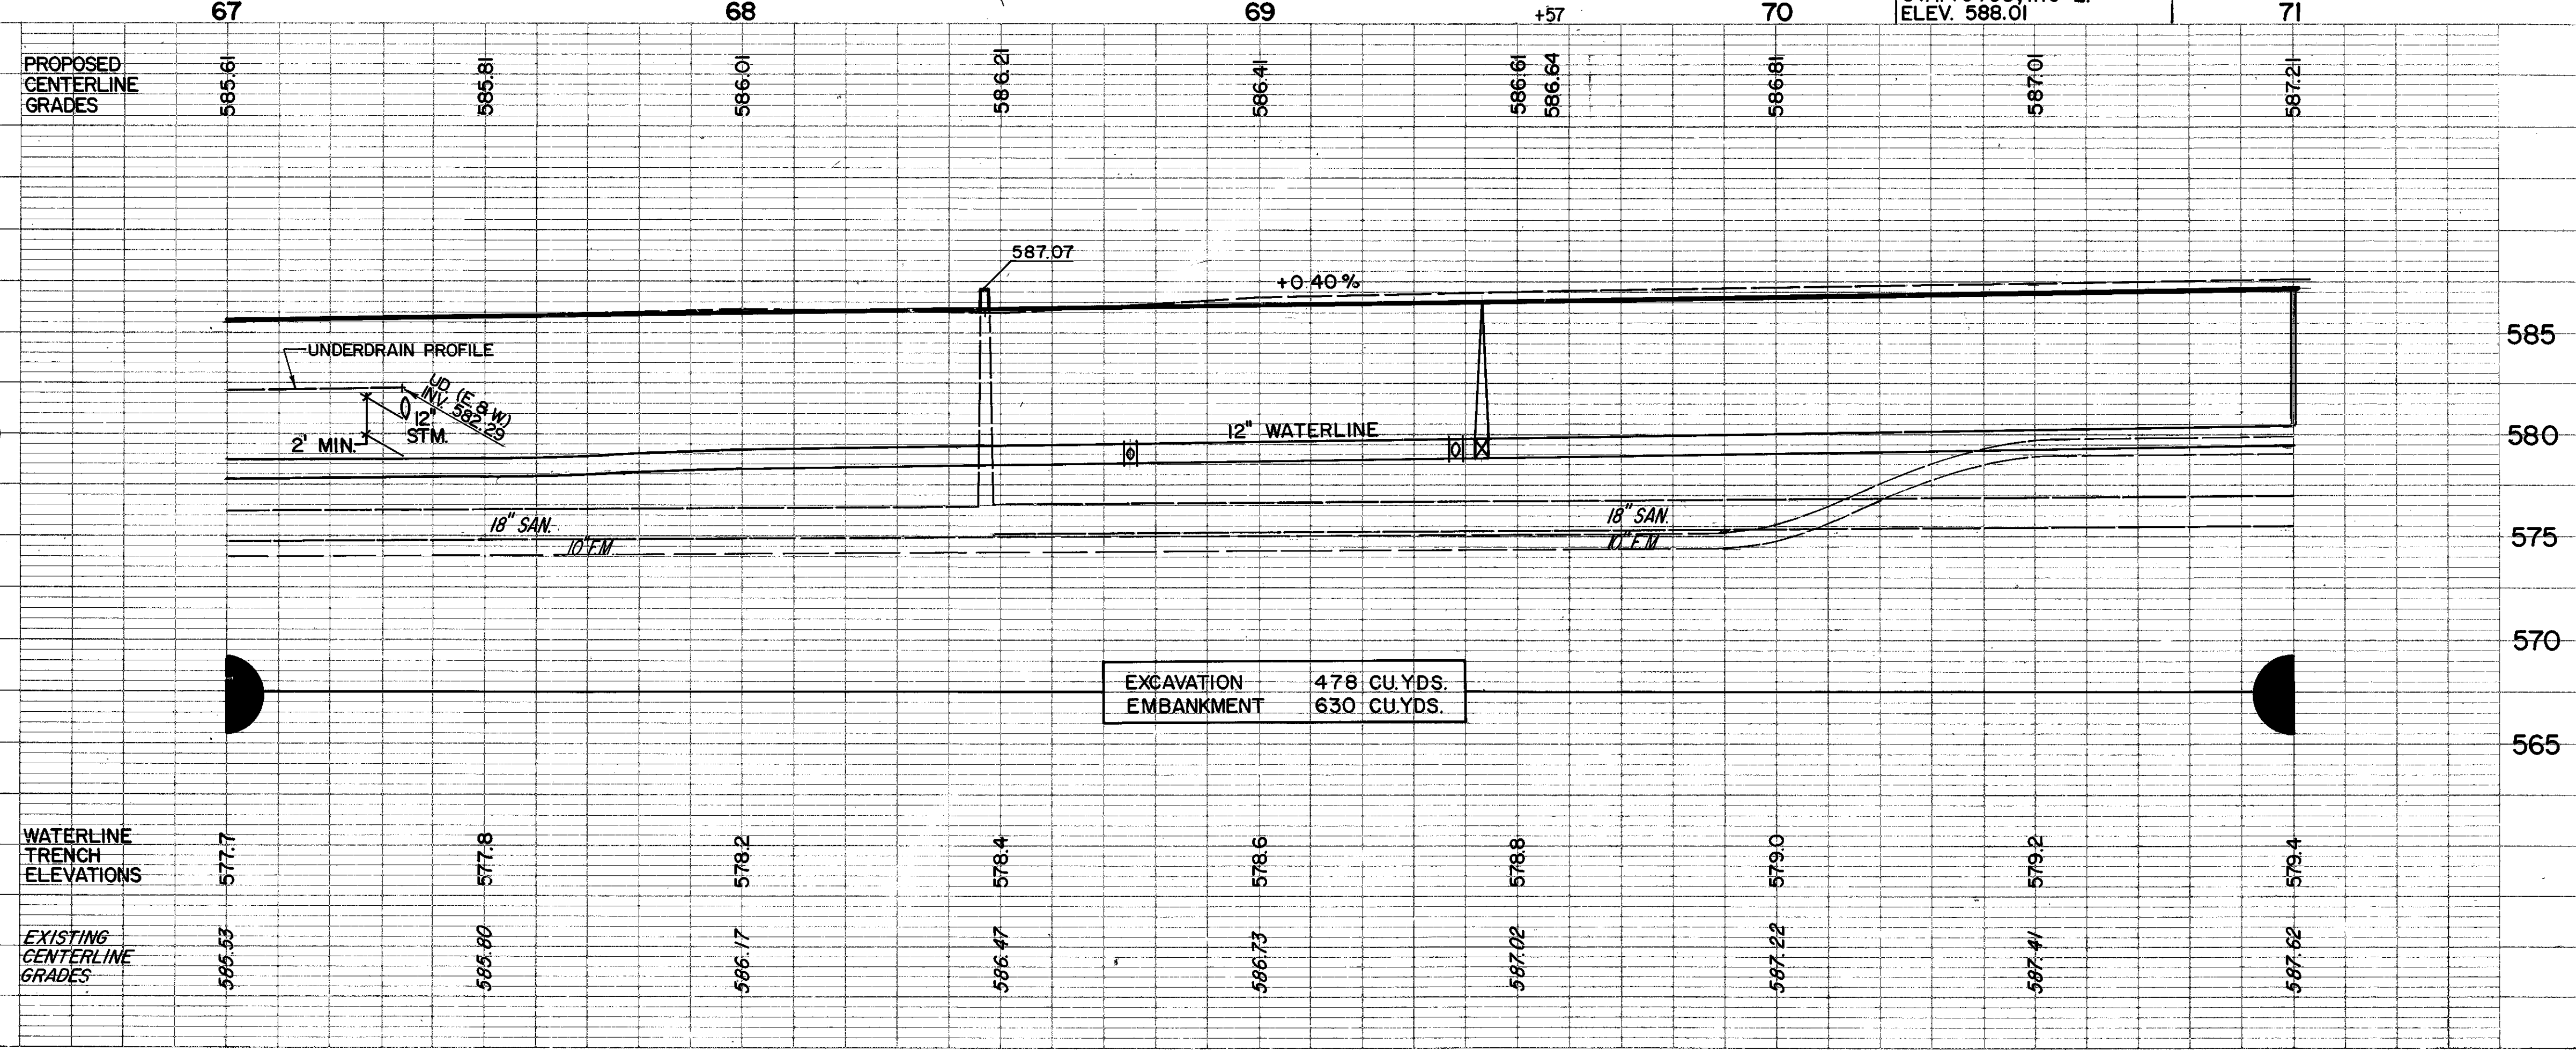 67 68 69 +57 70 71
ELEV. 588.01
PROPOSED
CENTERLINE
GRADES
585.61 585.81 586.01 586.21 586.41 586.61 586.64 586.81 587.01 587.21
587.07
+0.40%
585
UNDERDRAIN PROFILE
UD. (E. & W.)
INV. 582.29
12"
STM.
2' MIN.
12" WATERLINE
580
18" SAN.
18" SAN.
10" F.M.
10" F.M.
575
570
EXCAVATION 478 CU.YDS.
EMBANKMENT 630 CU.YDS.
565
WATERLINE
TRENCH
ELEVATIONS
577.7 577.8 578.2 578.4 578.6 578.8 579.0 579.2 579.4
EXISTING
CENTERLINE
GRADES
585.53 585.80 586.17 586.47 586.73 587.02 587.22 587.41 587.62